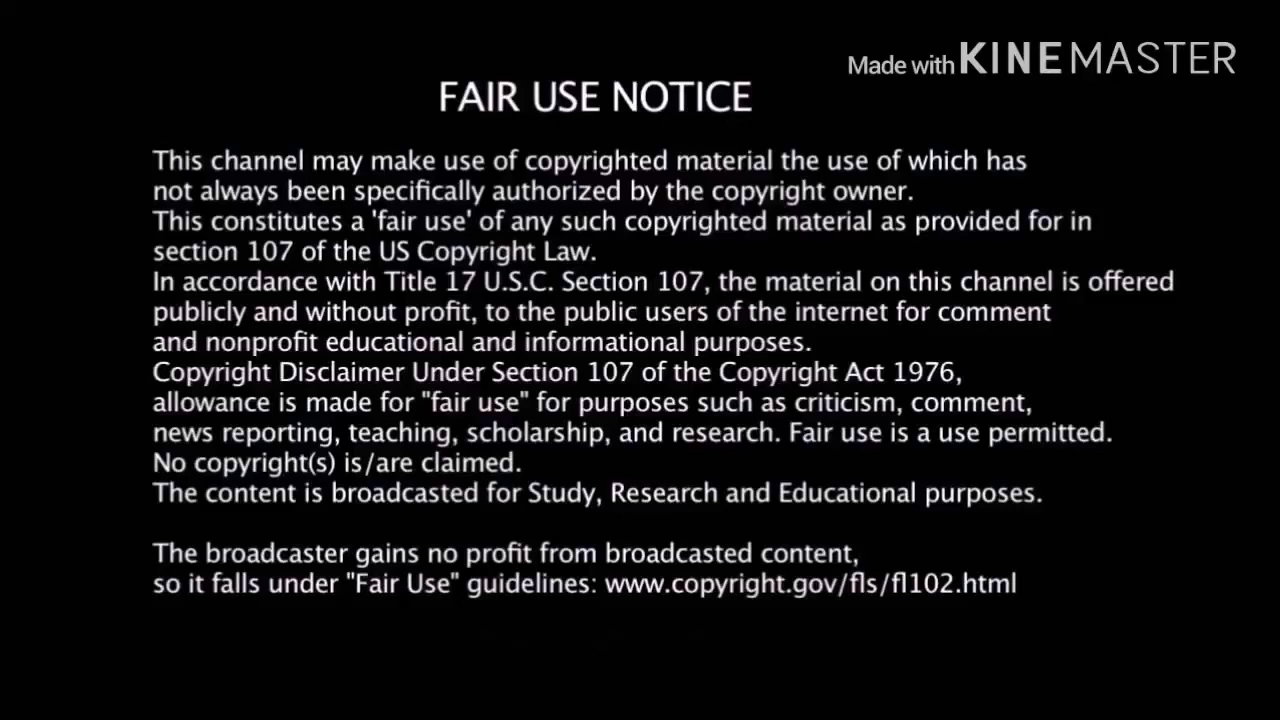 Made with KINEMASTER
FAIR USE NOTICE
This channel may make use of copyrighted material the use of which has
not always been specifically authorized by the copyright owner.
This constitutes a 'fair use' of any such copyrighted material as provided for in
section 107 of the US Copyright Law.
In accordance with Title 17 U.S.C. Section 107, the material on this channel is offered
publicly and without profit, to the public users of the internet for comment
and nonprofit educational and informational purposes.
Copyright Disclaimer Under Section 107 of the Copyright Act 1976,
allowance is made for "fair use" for purposes such as criticism, comment,
news reporting, teaching, scholarship, and research. Fair use is a use permitted.
No copyright(s) is/are claimed.
The content is broadcasted for Study, Research and Educational purposes.
The broadcaster gains no profit from broadcasted content,
so it falls under "Fair Use" guidelines: www.copyright.gov/fls/fl102.html